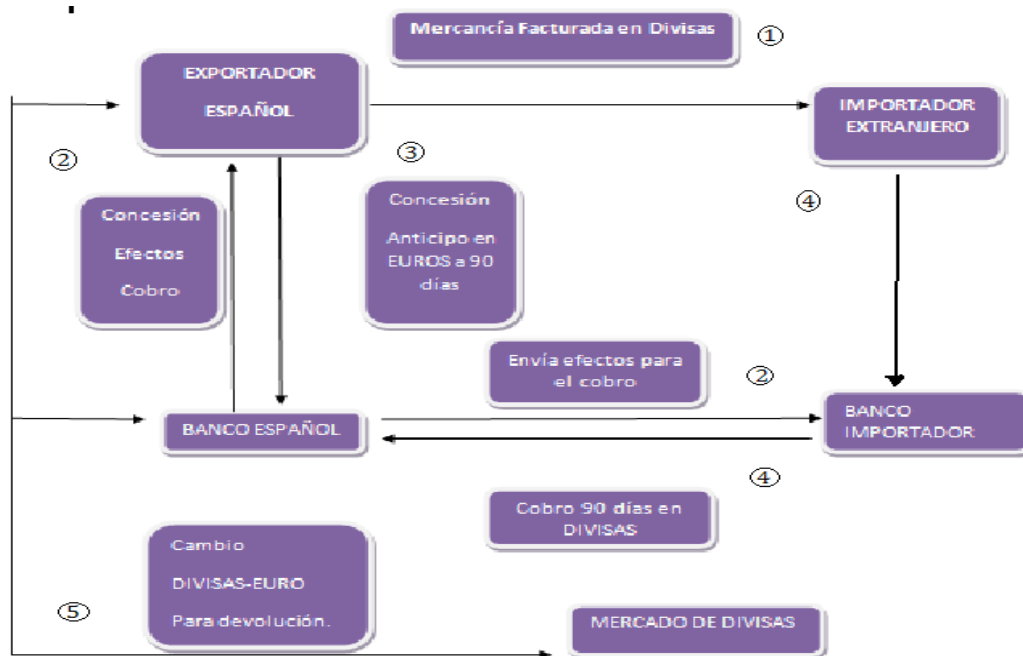 Mercancía Facturada en Divisas
①
EXPORTADOR
ESPAÑOL
IMPORTADOR
EXTRANJERO
②
③
④
Concesión
Efectos
Cobro
Concesión
Anticipo en
EUROS a 90
días
Envía efectos para
el cobro
②
BANCO ESPAÑOL
BANCO
IMPORTADOR
④
Cobro 90 días en
DIVISAS
Cambio
DIVISAS-EURO
Para devolución.
⑤
MERCADO DE DIVISAS